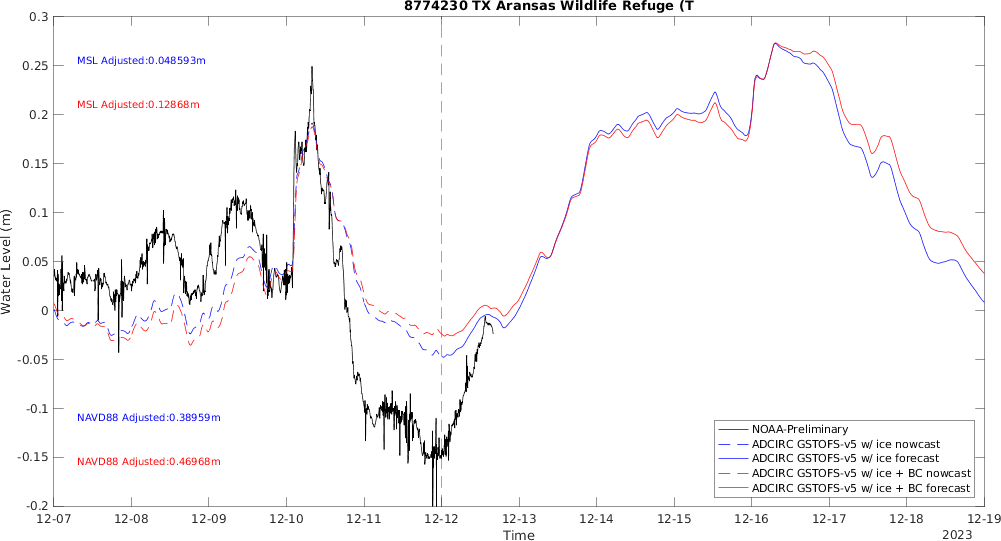 8774230 TX Aransas Wildlife Refuge (T
Water Level (m)
0.3
0.25
0.2
0.15
0.1
0.05
0
-0.05
-0.1
-0.15
-0.2
MSL Adjusted:0.048593m
MSL Adjusted:0.12868m
NAVD88 Adjusted:0.38959m
NAVD88 Adjusted:0.46968m
NOAA-Preliminary
ADCIRC GSTOFS-v5 w/ ice nowcast
ADCIRC GSTOFS-v5 w/ ice forecast
ADCIRC GSTOFS-v5 w/ ice + BC nowcast
ADCIRC GSTOFS-v5 w/ ice + BC forecast
12-07 12-08 12-09 12-10 12-11 12-12 12-13 12-14 12-15 12-16 12-17 12-18 12-19
Time
2023